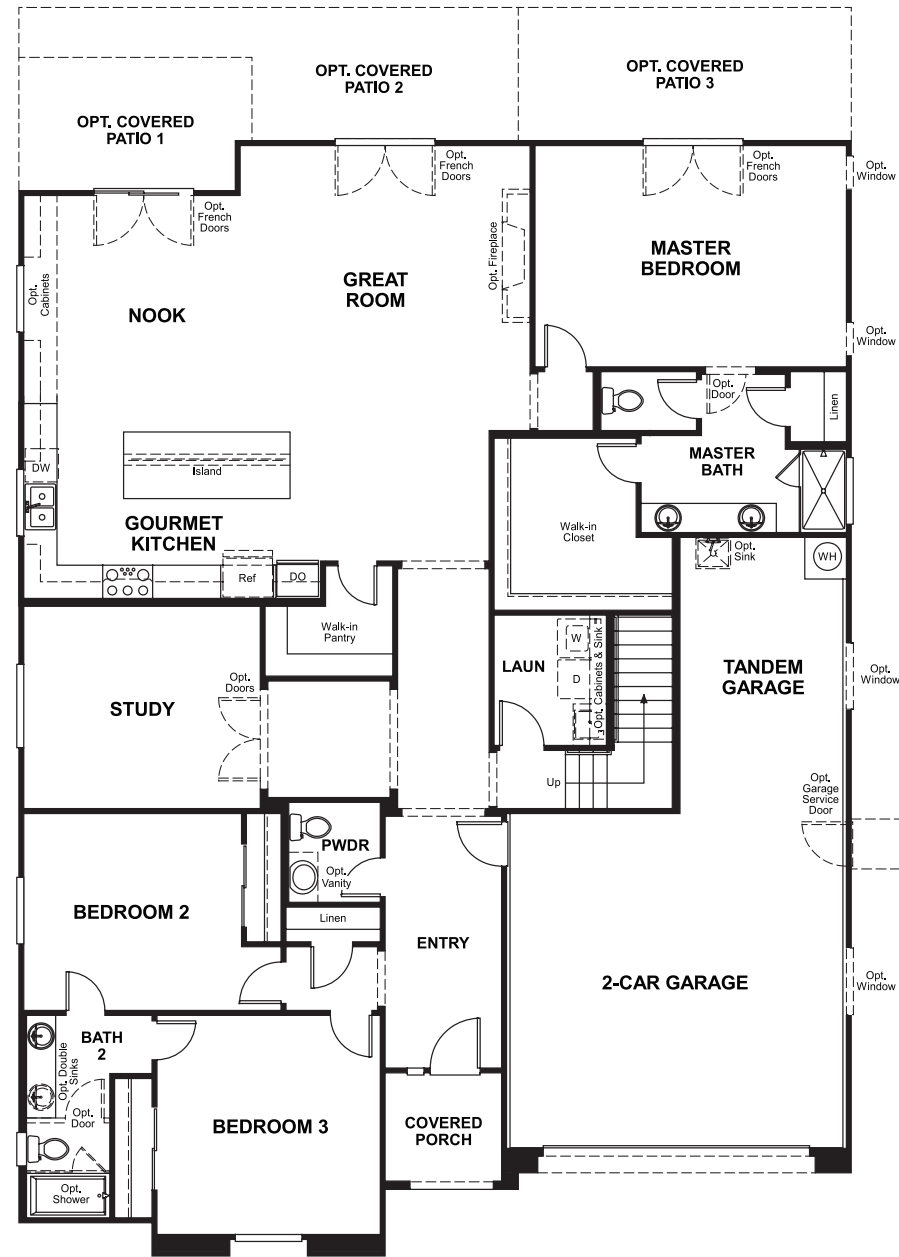 OPT. COVERED
PATIO 1
OPT. COVERED
PATIO 2
OPT. COVERED
PATIO 3
Opt.
French
Doors
Opt.
French
Doors
Opt.
French
Doors
Opt.
Window
Opt.
Cabinets
NOOK
GREAT
ROOM
Opt. Fireplace
MASTER
BEDROOM
Opt.
Window
Opt.
Door
Linen
DW
Island
MASTER
BATH
GOURMET
KITCHEN
Walk-in
Closet
Ref
DO
Opt.
Sink
WH
Walk-in
Pantry
STUDY
Opt.
Doors
LAUN
W
D
Opt. Cabinets & Sink
Up
TANDEM
GARAGE
Opt.
Window
Opt.
Garage
Service
Door
PWDR
Opt.
Vanity
Linen
BEDROOM 2
ENTRY
2-CAR GARAGE
Opt.
Window
BATH
2
Opt. Double
Sinks
Opt.
Door
Opt.
Shower
BEDROOM 3
COVERED
PORCH